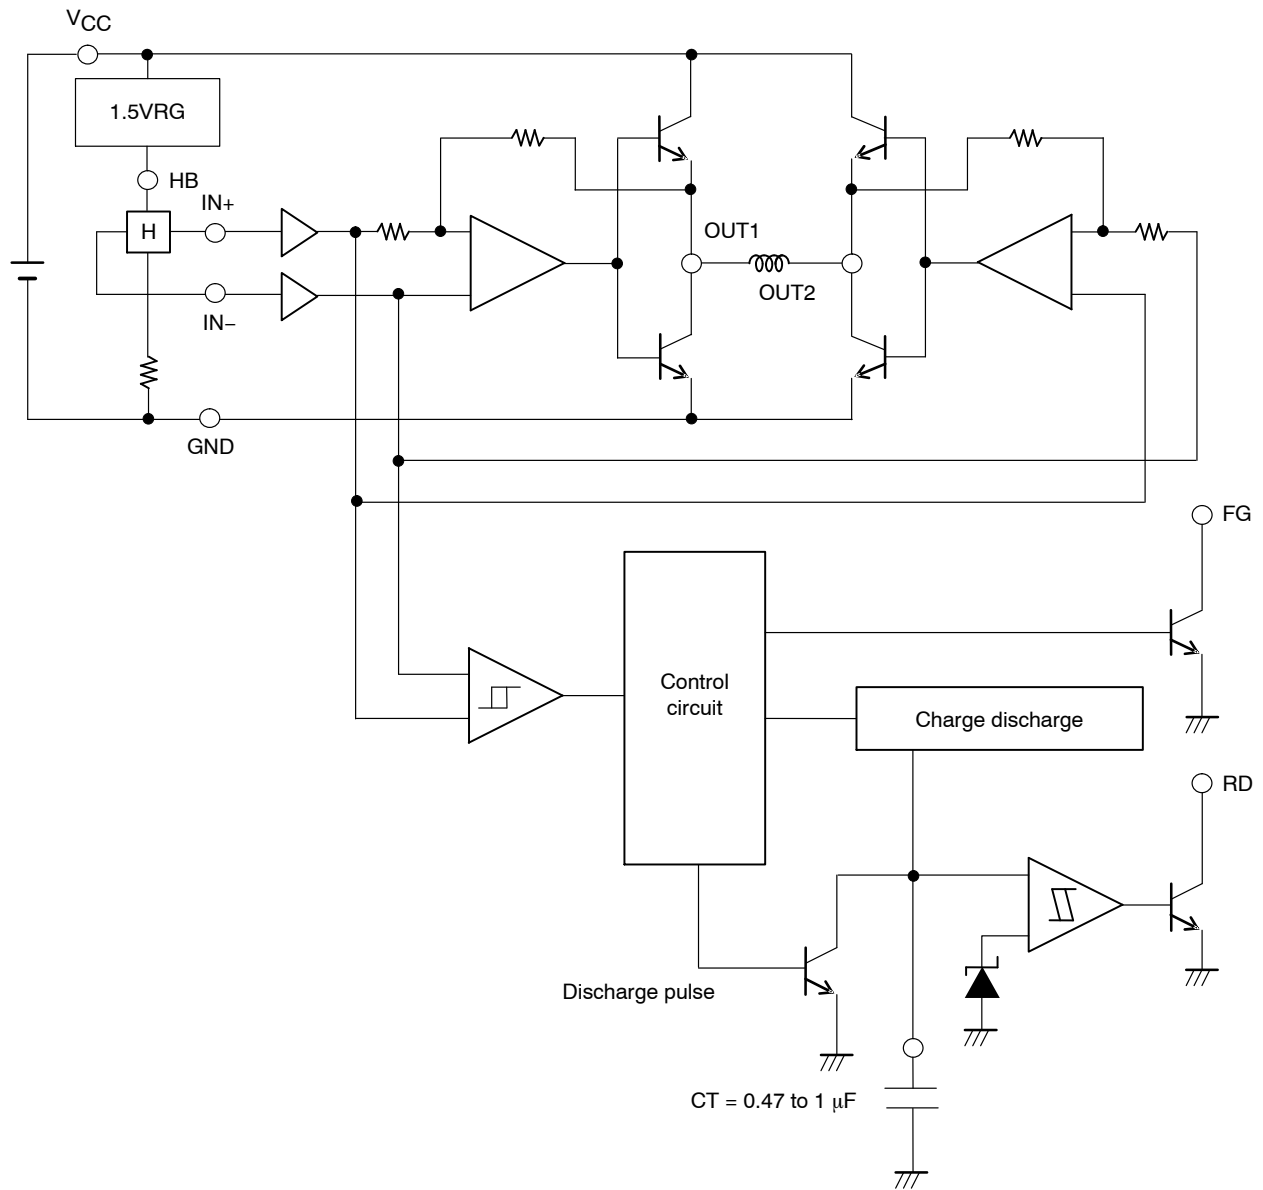 VCC
1.5VRG
HB
IN+
H
OUT1
OUT2
IN−
GND
FG
Control
circuit
Charge discharge
RD
Discharge pulse
CT = 0.47 to 1 μF